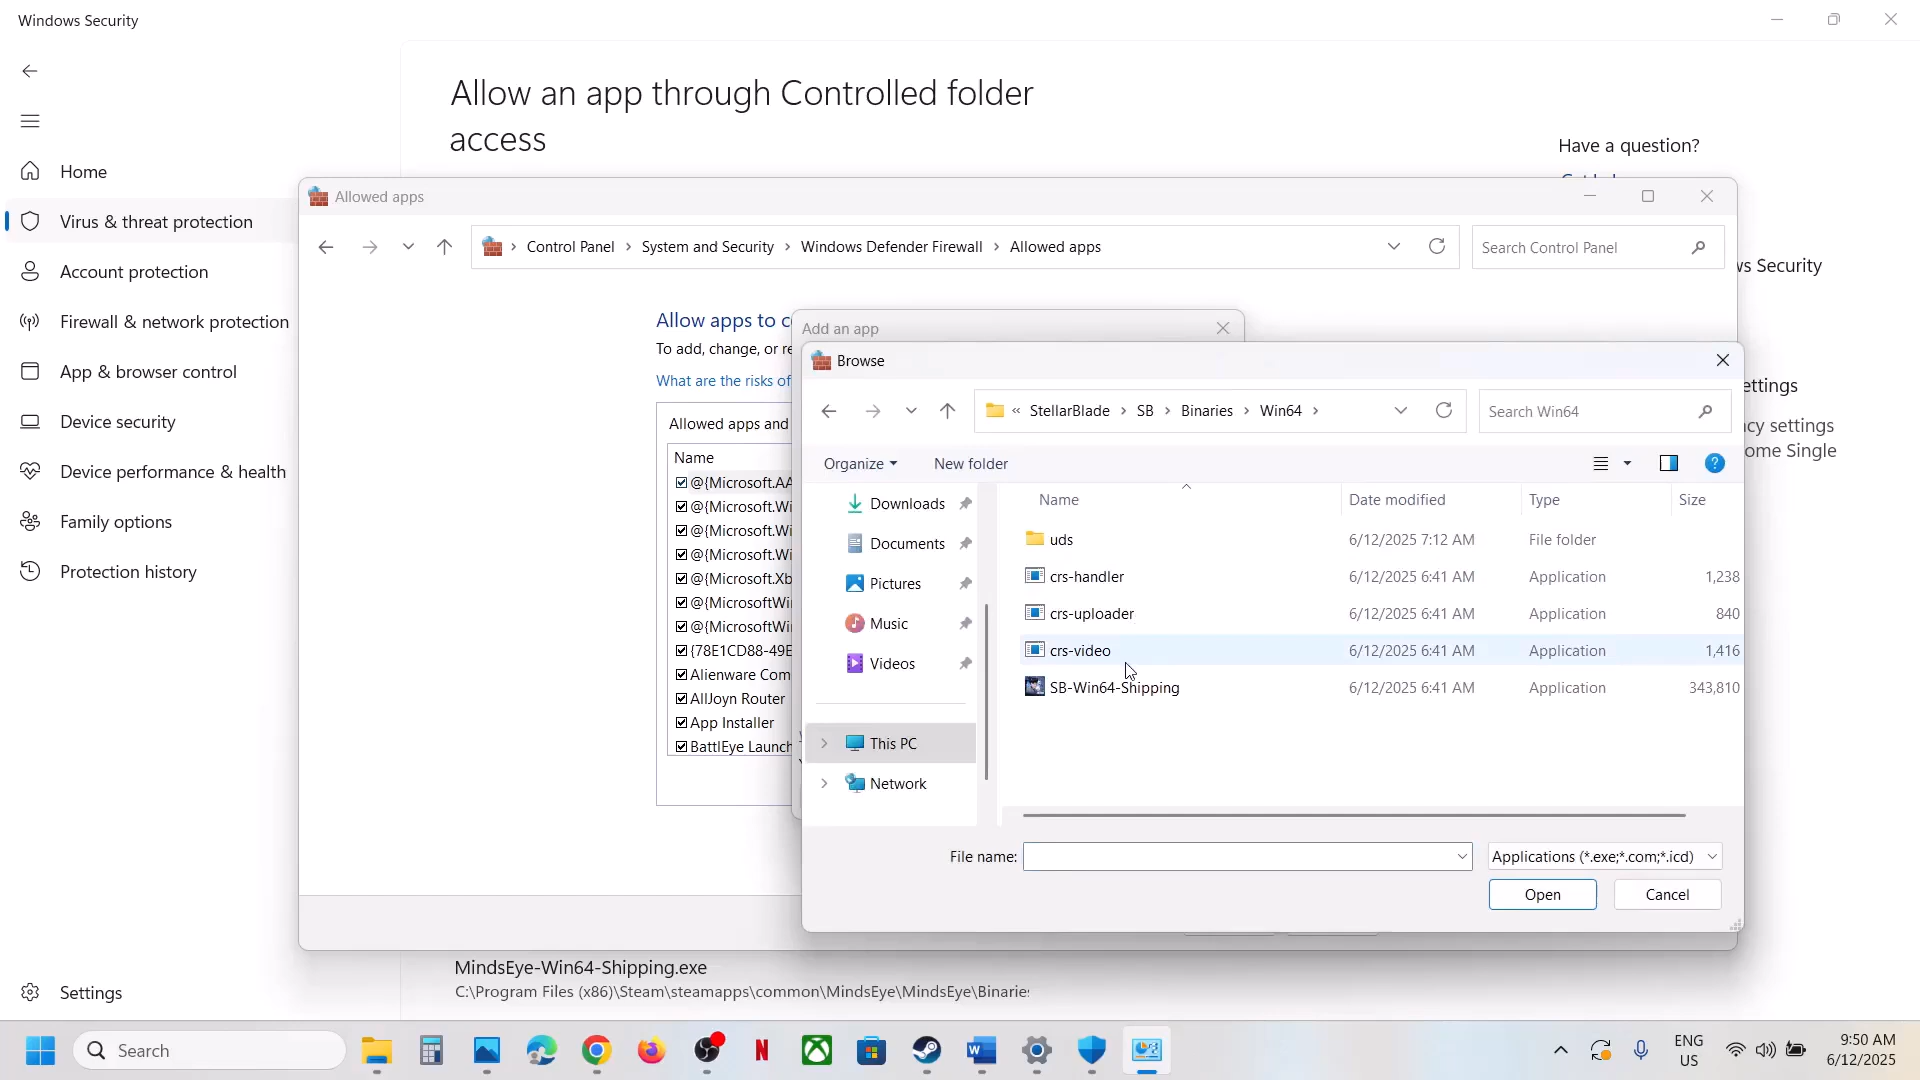 Windows Security
Allow an app through Controlled folder
access
Home
Virus & threat protection
Account protection
Firewall & network protection
App & browser control
Device security
Device performance & health
Family options
Protection history
Settings
Have a question?
ws Security
ettings
cy settings
ome Single
Allowed apps
Control Panel
System and Security
Windows Defender Firewall
Allowed apps
Search Control Panel
Allow apps to c
To add, change, or re
What are the risks of
Allowed apps and
Name
@{Microsoft.AA
@{Microsoft.Wi
@{Microsoft.Wi
@{Microsoft.Wi
@{Microsoft.Xb
@{MicrosoftWi
@{MicrosoftWi
{78E1CD88-49E
Alienware Com
AllJoyn Router
App Installer
BattlEye Launch
Add an app
Browse
« StellarBlade
SB
Binaries
Win64
Search Win64
Organize
New folder
Downloads
Documents
Pictures
Music
Videos
This PC
Network
Name Date modified Type Size
uds 6/12/2025 7:12 AM File folder
crs-handler 6/12/2025 6:41 AM Application 1,238
crs-uploader 6/12/2025 6:41 AM Application 840
crs-video 6/12/2025 6:41 AM Application 1,416
SB-Win64-Shipping 6/12/2025 6:41 AM Application 343,810
File name:
Applications (*.exe;*.com;*.icd)
Open
Cancel
MindsEye-Win64-Shipping.exe
C:\Program Files (x86)\Steam\steamapps\common\MindsEye\MindsEye\Binaries
Search
ENG
US
9:50 AM
6/12/2025